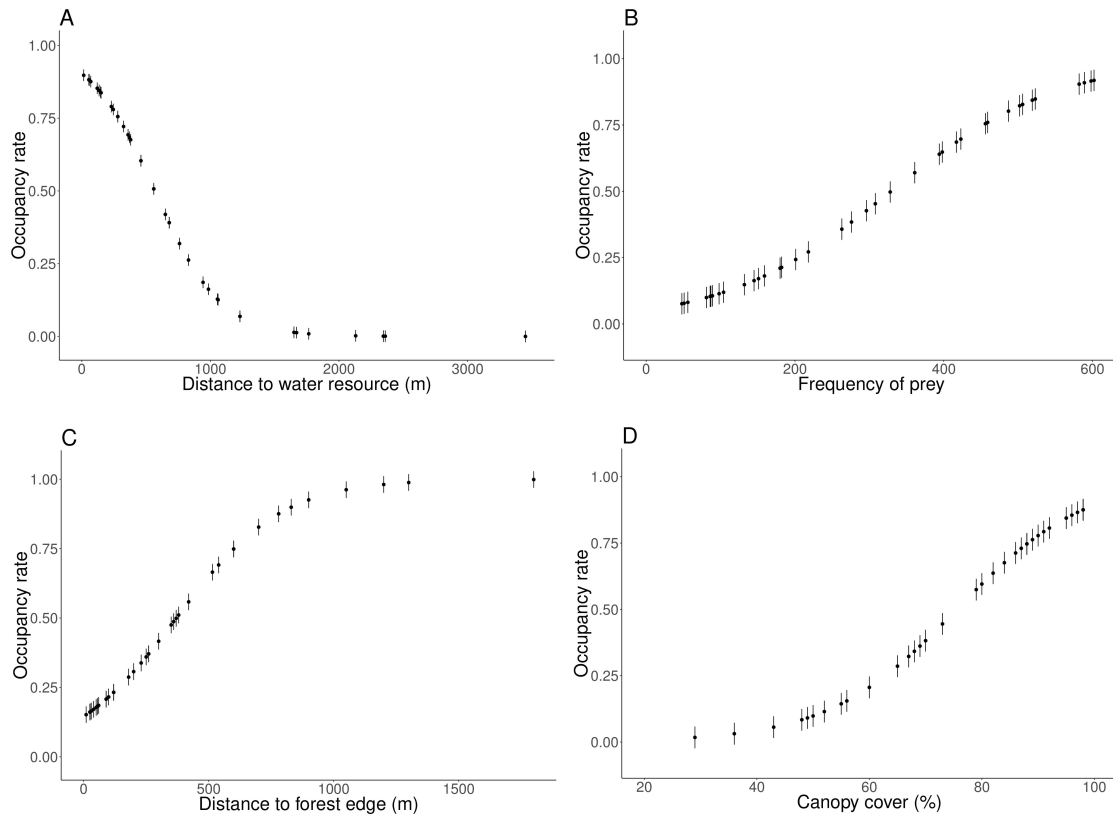 A
Occupancy rate
1.00
0.75
0.50
0.25
0.00
0 1000 2000 3000
Distance to water resource (m)
B
Occupancy rate
1.00
0.75
0.50
0.25
0.00
0 200 400 600
Frequency of prey
C
Occupancy rate
1.00
0.75
0.50
0.25
0.00
0 500 1000 1500
Distance to forest edge (m)
D
Occupancy rate
1.00
0.75
0.50
0.25
0.00
20 40 60 80 100
Canopy cover (%)